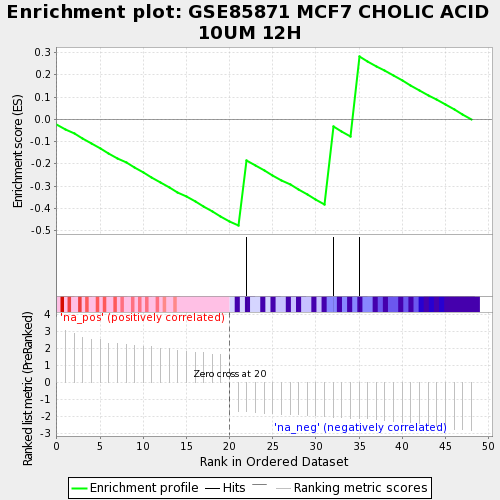 Enrichment plot: GSE85871 MCF7 CHOLIC ACID
10UM 12H
Enrichment score (ES)
0.3
0.2
0.1
0.0
-0.1
-0.2
-0.3
-0.4
-0.5
'na_pos' (positively correlated)
Ranked list metric (PreRanked)
4
3
2
1
0
-1
-2
-3
Zero cross at 20
'na_neg' (negatively correlated)
0 5 10 15 20 25 30 35 40 45 50
Rank in Ordered Dataset
Enrichment profile Hits Ranking metric scores